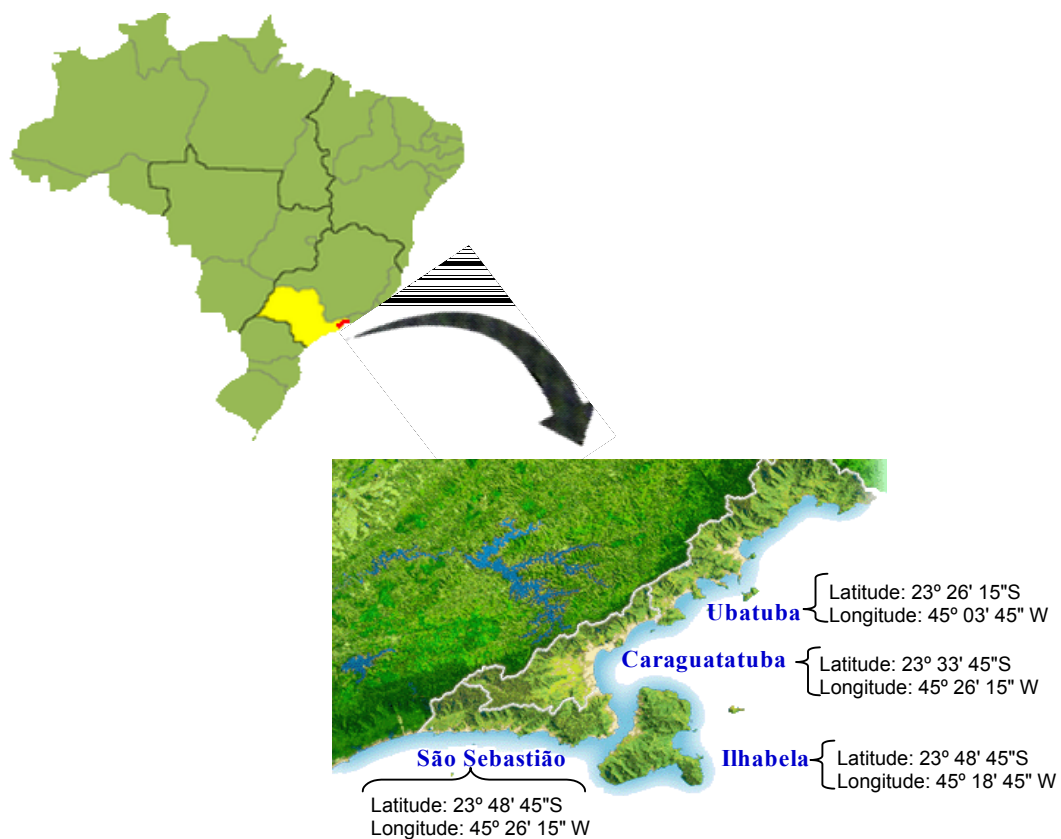 Ubatuba
Latitude: 23º 26' 15"S
Longitude: 45º 03' 45" W
Caraguatatuba
Latitude: 23º 33' 45"S
Longitude: 45º 26' 15" W
São Sebastião
Latitude: 23º 48' 45"S
Longitude: 45º 26' 15" W
Ilhabela
Latitude: 23º 48' 45"S
Longitude: 45º 18' 45" W